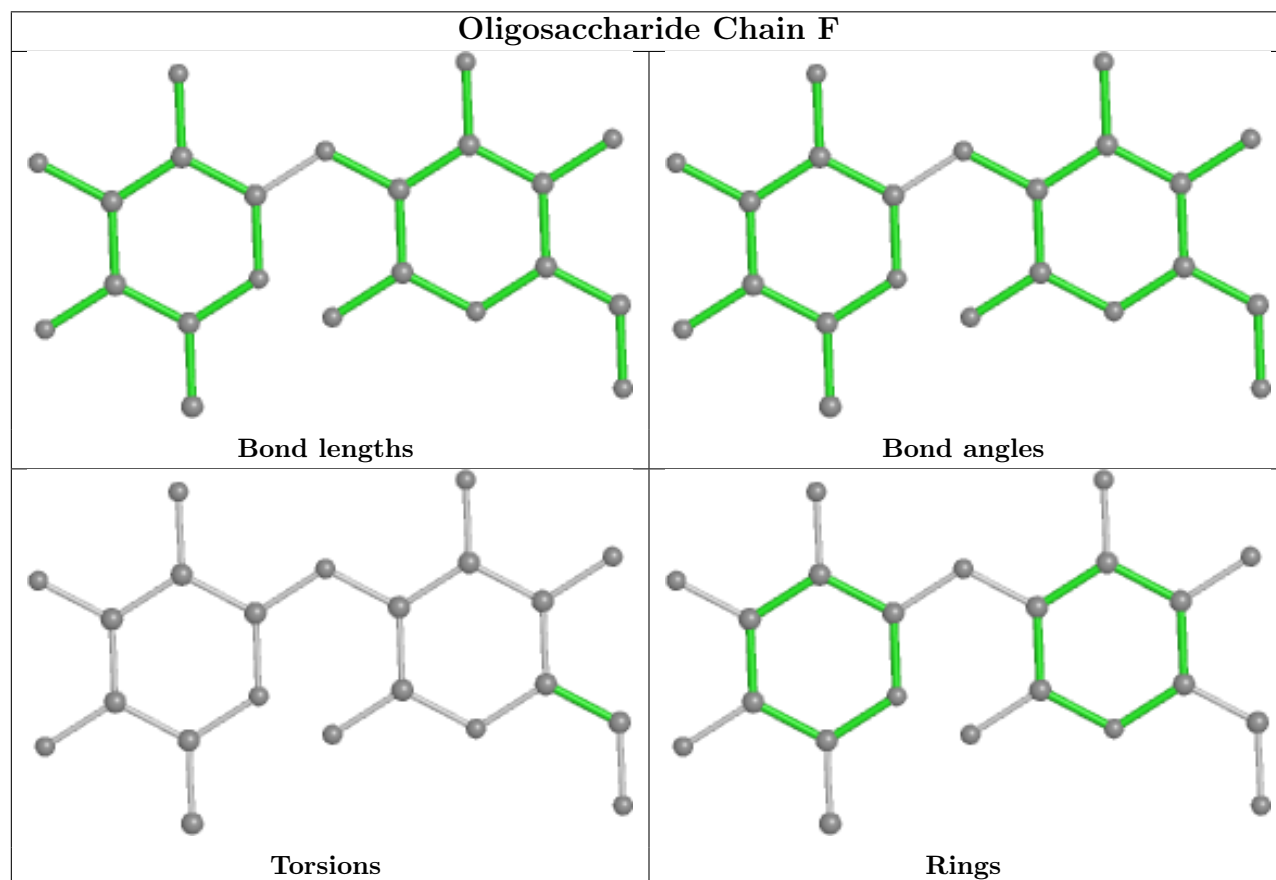 Oligosaccharide Chain F
Bond lengths
Bond angles
Torsions
Rings